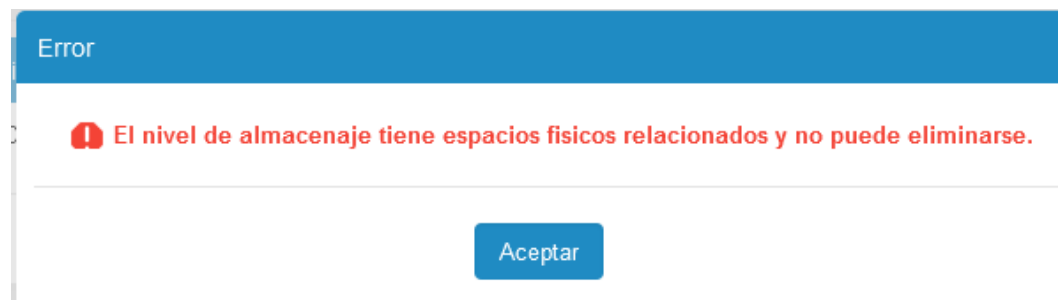 Error
El nivel de almacenaje tiene espacios fisicos relacionados y no puede eliminarse.
Aceptar